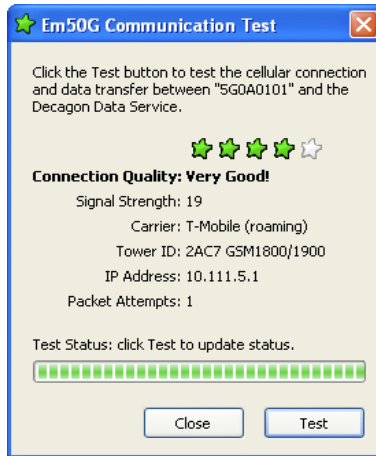 Em50G Communication Test
Click the Test button to test the cellular connection
and data transfer between "5G0A0101" and the
Decagon Data Service.
Connection Quality: Very Good!
Signal Strength: 19
Carrier: T-Mobile (roaming)
Tower ID: 2AC7 GSM1800/1900
IP Address: 10.111.5.1
Packet Attempts: 1
Test Status: click Test to update status.
Close
Test